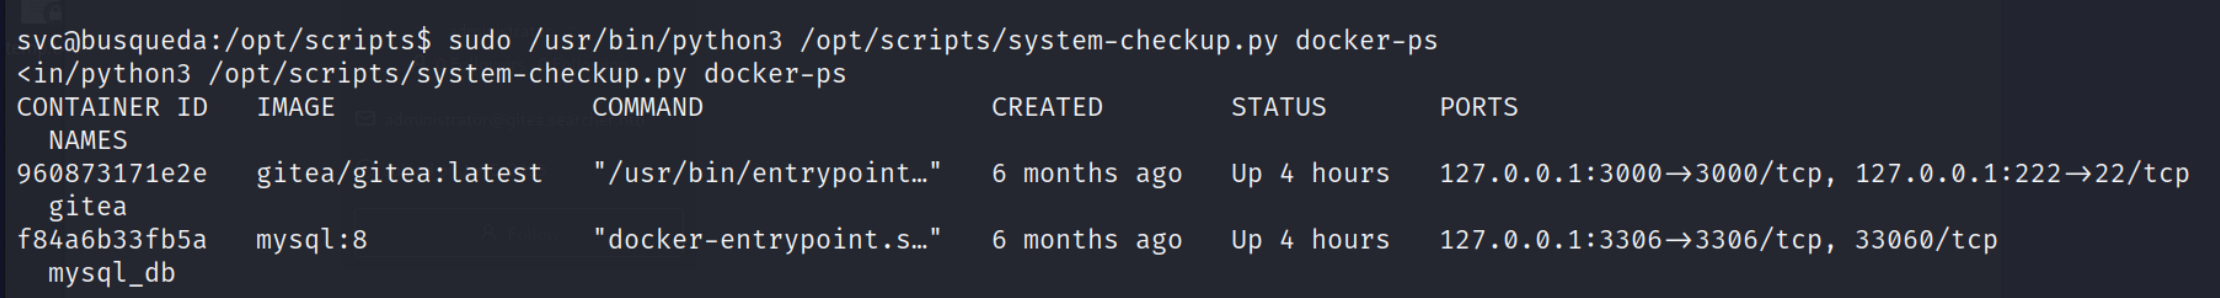 svc@busqueda:/opt/scripts$ sudo /usr/bin/python3 /opt/scripts/system-checkup.py docker-ps
<in/python3 /opt/scripts/system-checkup.py docker-ps
CONTAINER ID   IMAGE                COMMAND                  CREATED        STATUS       PORTS
  NAMES
960873171e2e   gitea/gitea:latest   "/usr/bin/entrypoint…"   6 months ago   Up 4 hours   127.0.0.1:3000->3000/tcp, 127.0.0.1:222->22/tcp
  gitea
f84a6b33fb5a   mysql:8              "docker-entrypoint.s…"   6 months ago   Up 4 hours   127.0.0.1:3306->3306/tcp, 33060/tcp
  mysql_db